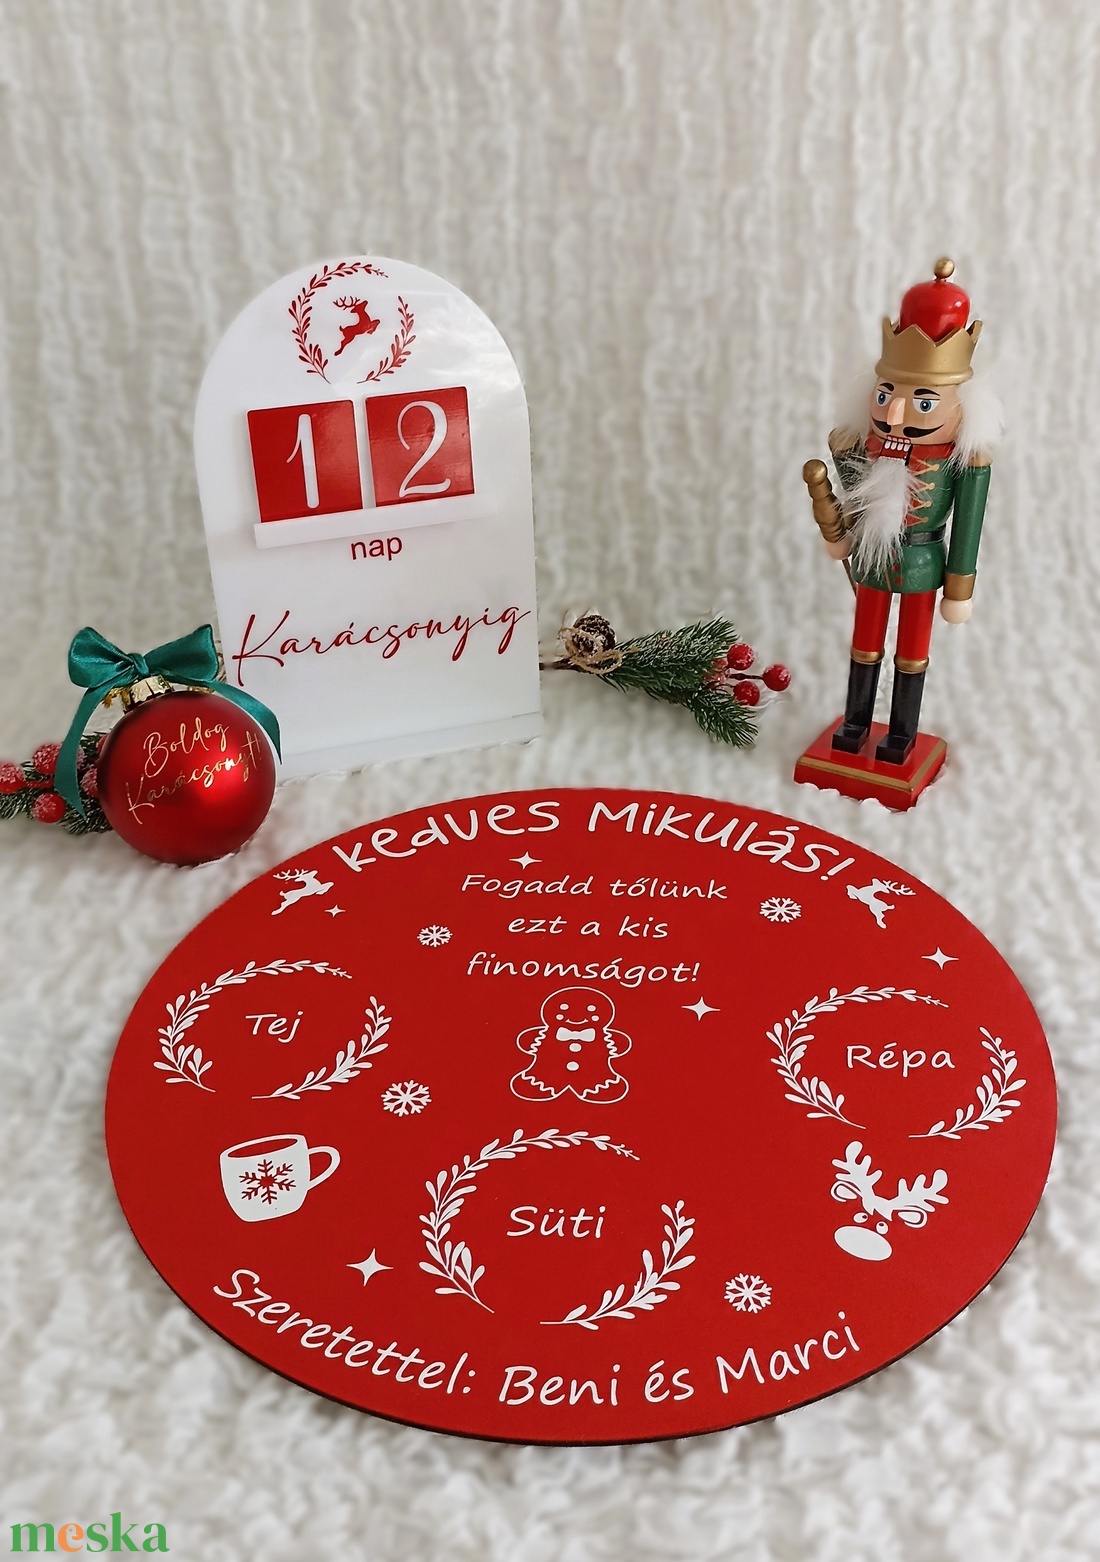 12
nap
Karácsonyig
Boldog
Karácsonyt!
Kedves Mikulás!
Fogadd tőlünk
ezt a kis
finomságot!
Tej
Répa
Süti
Szeretettel: Beni és Marci
meska